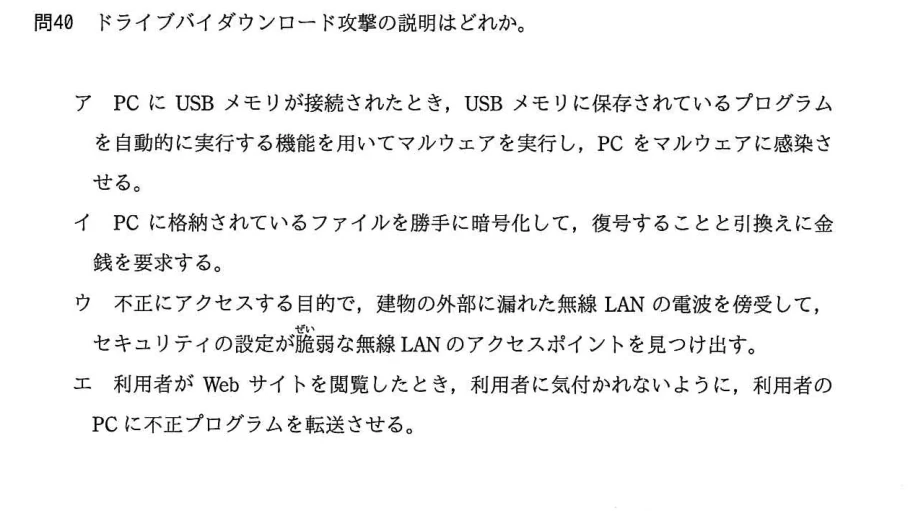 問40　ドライブバイダウンロード攻撃の説明はどれか。
ア　PC に USB メモリが接続されたとき，USB メモリに保存されているプログラム
を自動的に実行する機能を用いてマルウェアを実行し，PC をマルウェアに感染さ
せる。
イ　PC に格納されているファイルを勝手に暗号化して，復号することと引換えに金
銭を要求する。
ウ　不正にアクセスする目的で，建物の外部に漏れた無線 LAN の電波を傍受して，
ぜい
セキュリティの設定が脆弱な無線 LAN のアクセスポイントを見つけ出す。
エ　利用者が Web サイトを閲覧したとき，利用者に気付かれないように，利用者の
PC に不正プログラムを転送させる。